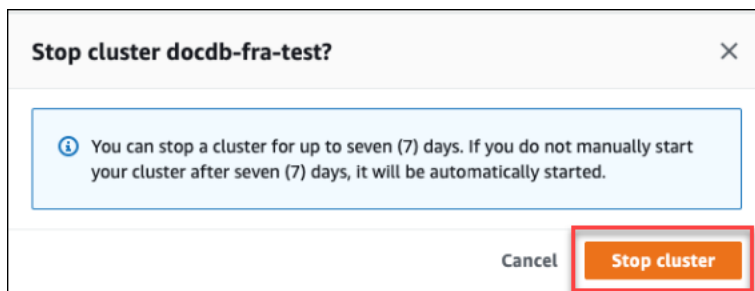 Stop cluster docdb-fra-test?
You can stop a cluster for up to seven (7) days. If you do not manually start
your cluster after seven (7) days, it will be automatically started.
Cancel
Stop cluster